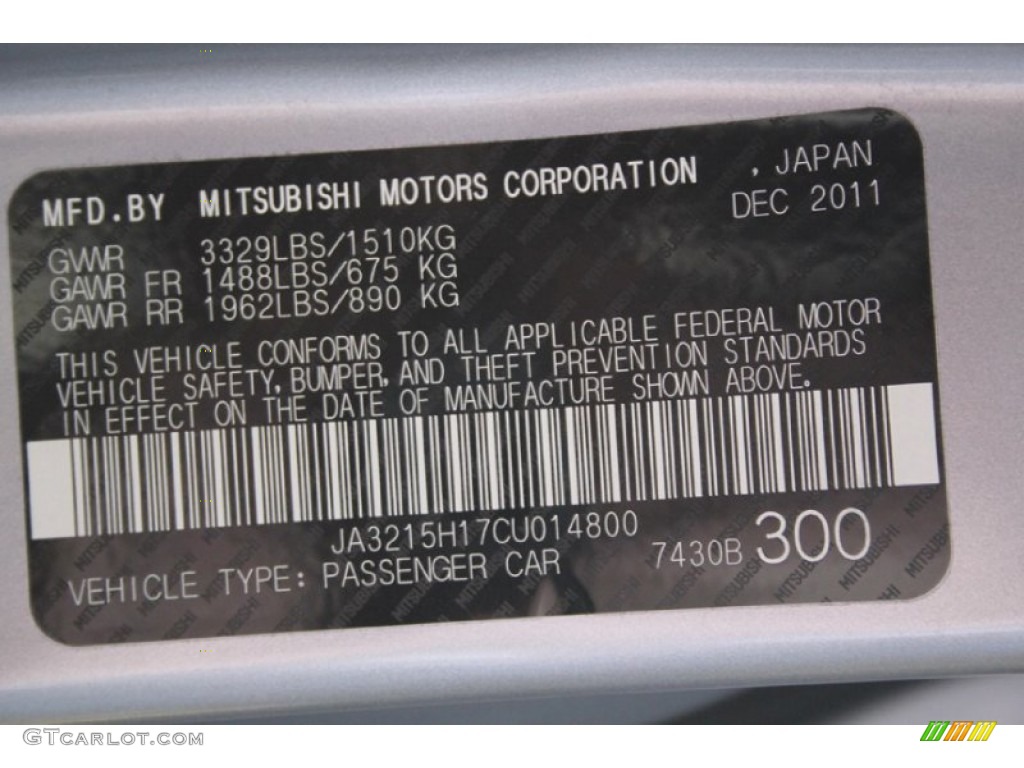 MFD.BY MITSUBISHI MOTORS CORPORATION , JAPAN
DEC 2011
GVWR 3329LBS/1510KG
GAWR FR 1488LBS/675 KG
GAWR RR 1962LBS/890 KG
THIS VEHICLE CONFORMS TO ALL APPLICABLE FEDERAL MOTOR
VEHICLE SAFETY, BUMPER, AND THEFT PREVENTION STANDARDS
IN EFFECT ON THE DATE OF MANUFACTURE SHOWN ABOVE.
JA3215H17CU014800
VEHICLE TYPE: PASSENGER CAR 7430B 300
GTCARLOT.COM